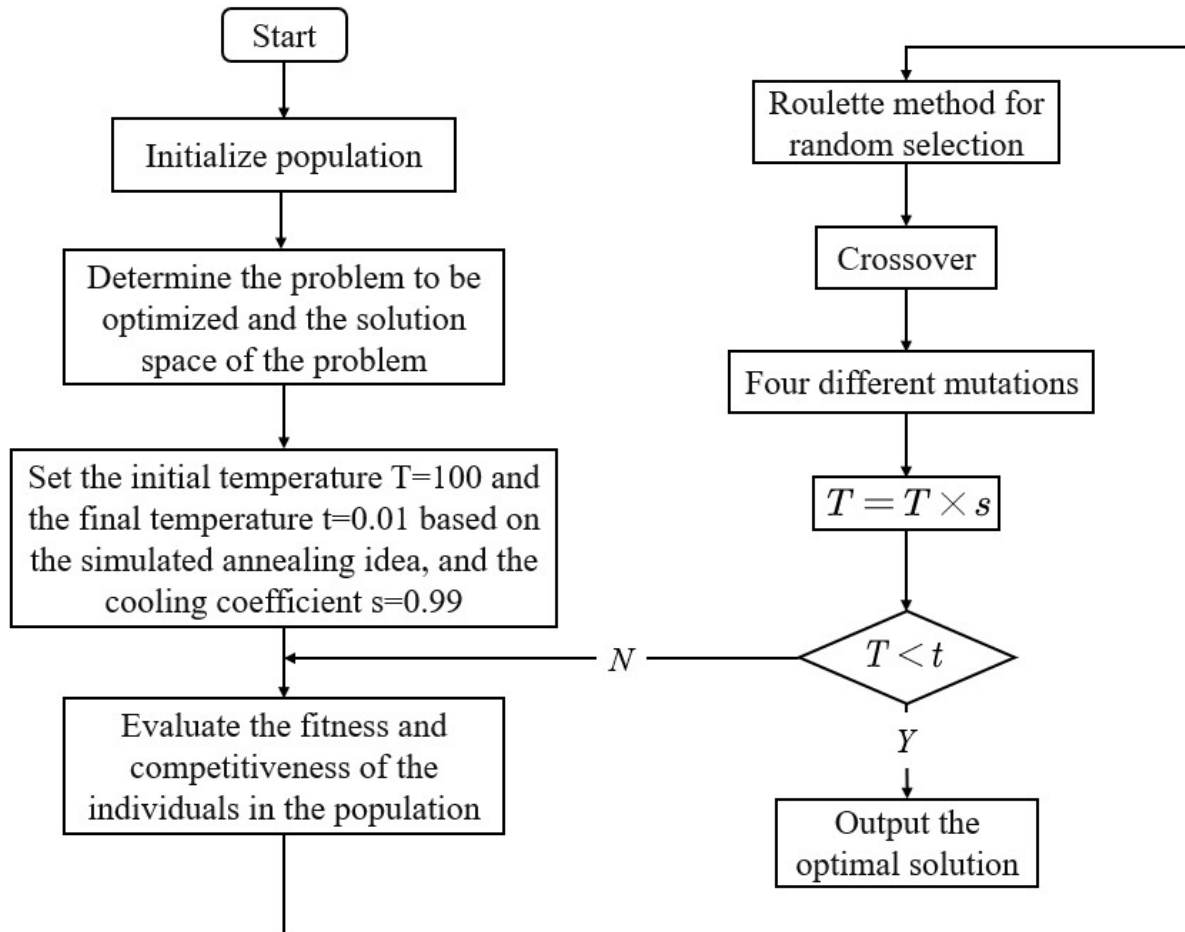 Start
Initialize population
Determine the problem to be
optimized and the solution
space of the problem
Set the initial temperature T=100 and
the final temperature t=0.01 based on
the simulated annealing idea, and the
cooling coefficient s=0.99
Evaluate the fitness and
competitiveness of the
individuals in the population
Roulette method for
random selection
Crossover
Four different mutations
T = T × s
T < t
N
Y
Output the
optimal solution